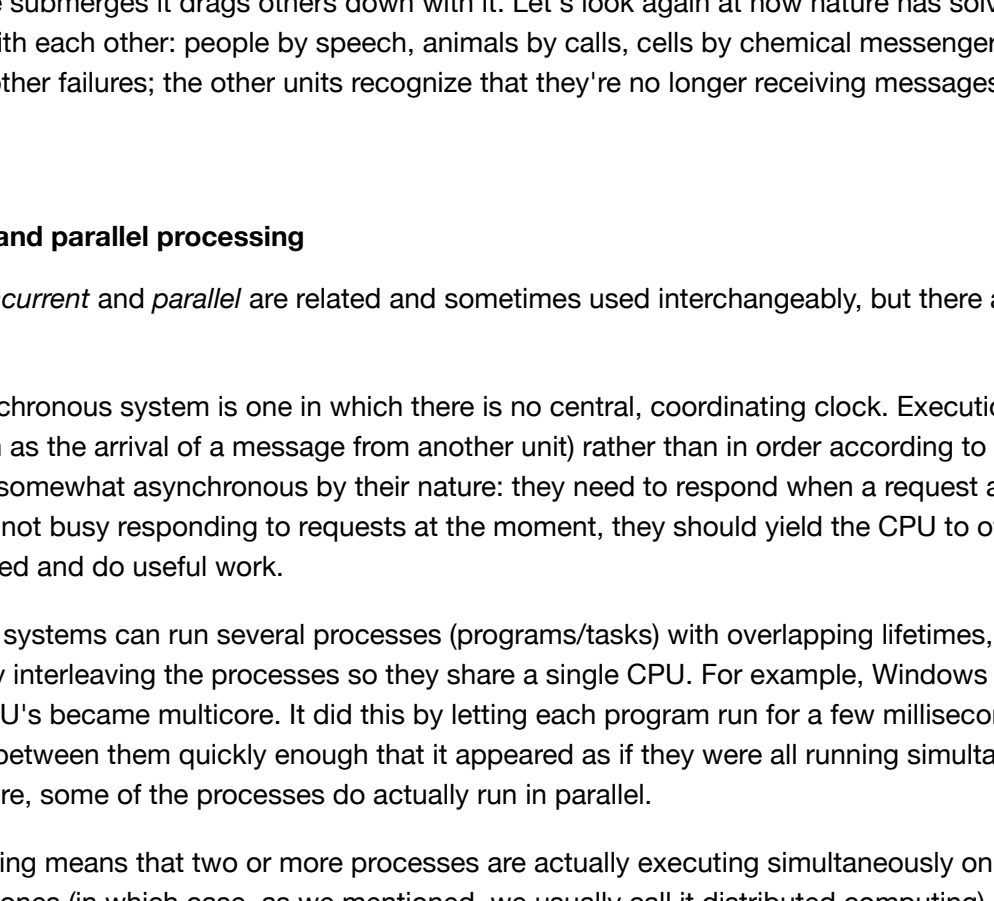 submerges it drags others down with it. Let's look again at how nature has solv
ith each other: people by speech, animals by calls, cells by chemical messenger
ther failures; the other units recognize that they're no longer receiving messages
and parallel processing
current and parallel are related and sometimes used interchangeably, but there a
chronous system is one in which there is no central, coordinating clock. Executio
as the arrival of a message from another unit) rather than in order according to
somewhat asynchronous by their nature: they need to respond when a request a
not busy responding to requests at the moment, they should yield the CPU to o
ed and do useful work.
systems can run several processes (programs/tasks) with overlapping lifetimes,
y interleaving the processes so they share a single CPU. For example, Windows
U's became multicore. It did this by letting each program run for a few millisecon
between them quickly enough that it appeared as if they were all running simulta
re, some of the processes do actually run in parallel.
ing means that two or more processes are actually executing simultaneously on
ones (in which case, as we mentioned, we usually call it distributed computing)